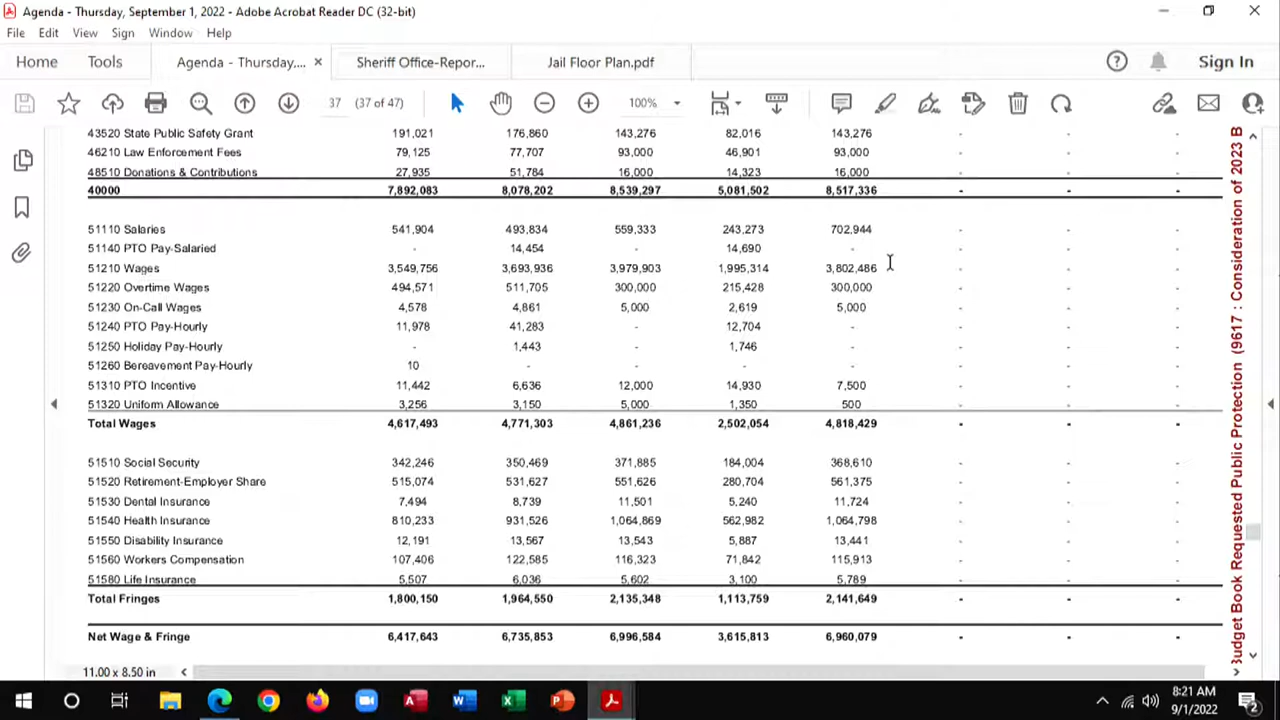 Agenda - Thursday, September 1, 2022 - Adobe Acrobat Reader DC (32-bit)
File Edit View Sign Window Help
Home Tools Agenda - Thursday,... × Sheriff Office-Repor... Jail Floor Plan.pdf Sign In
37 (37 of 47) 100%
43520 State Public Safety Grant 191,021 176,860 143,276 82,016 143,276 - - -
46210 Law Enforcement Fees 79,125 77,707 93,000 46,901 93,000 - - -
48510 Donations & Contributions 27,935 51,784 16,000 14,323 16,000 - - -
40000 7,892,083 8,078,202 8,539,297 5,081,502 8,517,336 - - -
51110 Salaries 541,904 493,834 559,333 243,273 702,944 - - -
51140 PTO Pay-Salaried - 14,454 - 14,690 - - - -
51210 Wages 3,549,756 3,693,936 3,979,903 1,995,314 3,802,486 - - -
51220 Overtime Wages 494,571 511,705 300,000 215,428 300,000 - - -
51230 On-Call Wages 4,578 4,861 5,000 2,619 5,000 - - -
51240 PTO Pay-Hourly 11,978 41,283 - 12,704 - - - -
51250 Holiday Pay-Hourly - 1,443 - 1,746 - - - -
51260 Bereavement Pay-Hourly 10 - - - - - - -
51310 PTO Incentive 11,442 6,636 12,000 14,930 7,500 - - -
51320 Uniform Allowance 3,256 3,150 5,000 1,350 500 - - -
Total Wages 4,617,493 4,771,303 4,861,236 2,502,054 4,818,429 - - -
51510 Social Security 342,246 350,469 371,885 184,004 368,610 - - -
51520 Retirement-Employer Share 515,074 531,627 551,626 280,704 561,375 - - -
51530 Dental Insurance 7,494 8,739 11,501 5,240 11,724 - - -
51540 Health Insurance 810,233 931,526 1,064,869 562,982 1,064,798 - - -
51550 Disability Insurance 12,191 13,567 13,543 5,887 13,441 - - -
51560 Workers Compensation 107,406 122,585 116,323 71,842 115,913 - - -
51580 Life Insurance 5,507 6,036 5,602 3,100 5,789 - - -
Total Fringes 1,800,150 1,964,550 2,135,348 1,113,759 2,141,649 - - -
Net Wage & Fringe 6,417,643 6,735,853 6,996,584 3,615,813 6,960,079 - - -
Budget Book Requested Public Protection (9617 : Consideration of 2023 B
11.00 x 8.50 in
8:21 AM
9/1/2022
2